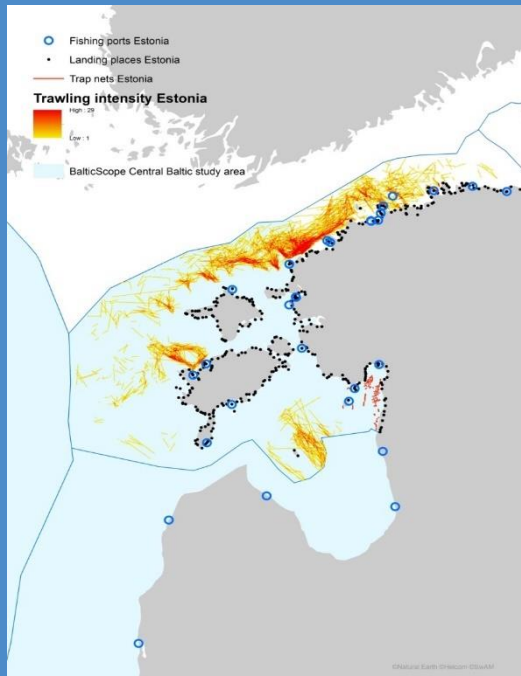 Fishing ports Estonia
Landing places Estonia
Trap nets Estonia
Trawling intensity Estonia
High : 29
Low : 1
BalticScope Central Baltic study area
©Natural Earth ©Helcom ©SwAM